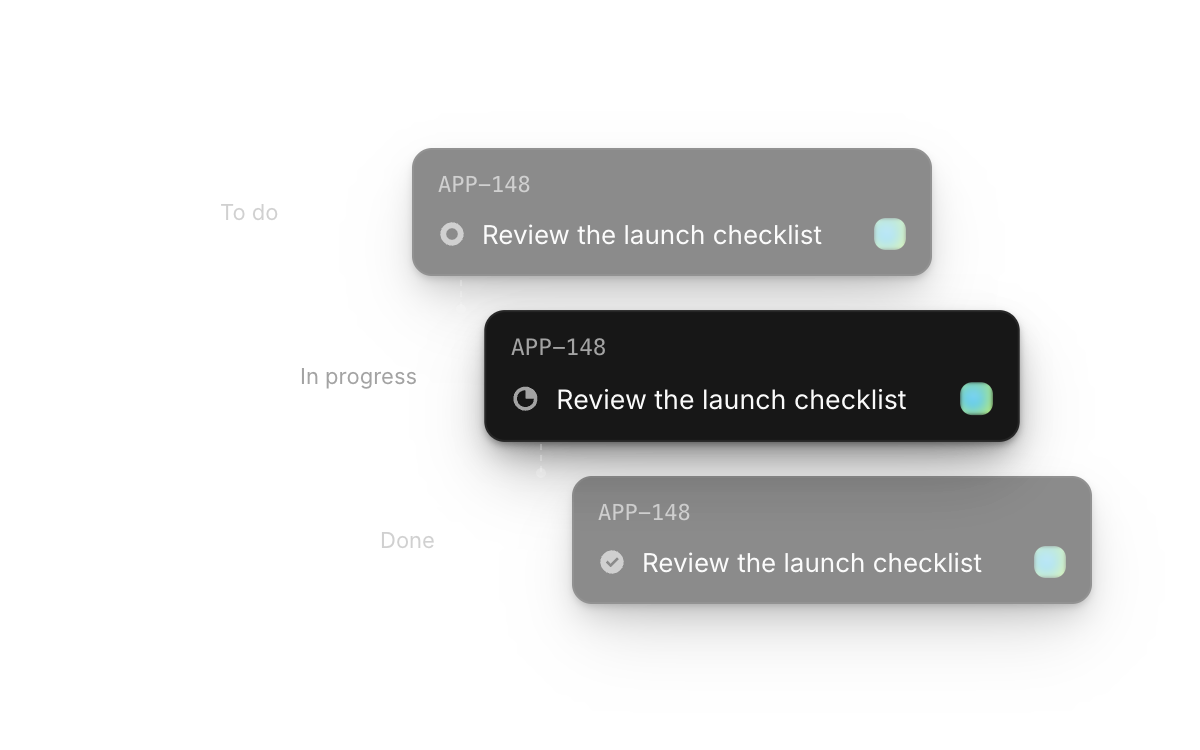 APP–148
To do
Review the launch checklist
APP–148
In progress
Review the launch checklist
APP–148
Done
Review the launch checklist